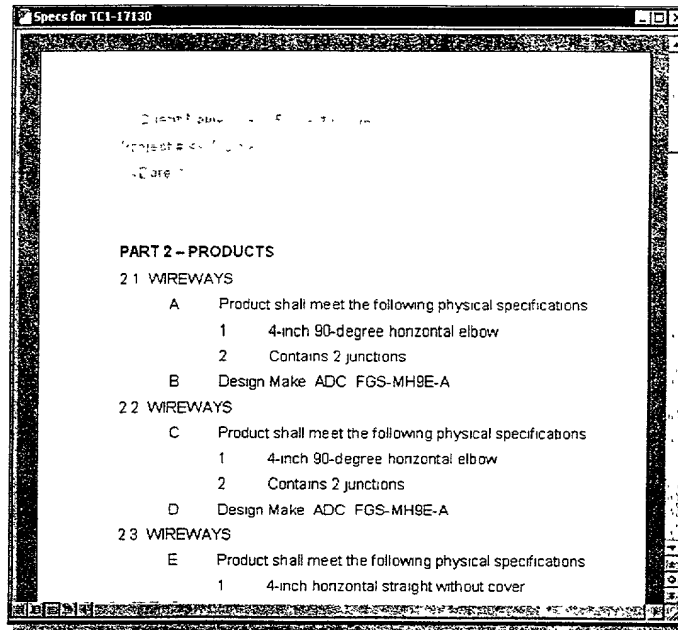 Specs for TC1-17130
PART 2 – PRODUCTS
2 1 WIREWAYS
A Product shall meet the following physical specifications
1 4-inch 90-degree horizontal elbow
2 Contains 2 junctions
B Design Make ADC FGS-MH9E-A
2 2 WIREWAYS
C Product shall meet the following physical specifications
1 4-inch 90-degree horizontal elbow
2 Contains 2 junctions
D Design Make ADC FGS-MH9E-A
2 3 WIREWAYS
E Product shall meet the following physical specifications
1 4-inch horizontal straight without cover